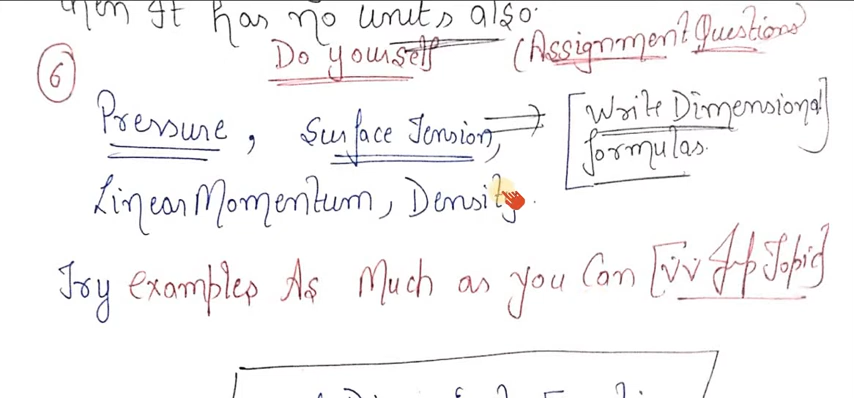 then It has no units also.
Do yourself (Assignment Questions)
6
Pressure, Surface Tension, ⇒ [Write Dimensional
formulas.]
Linear Momentum, Density.
Try examples As Much as you Can [v.v Imp Topic]